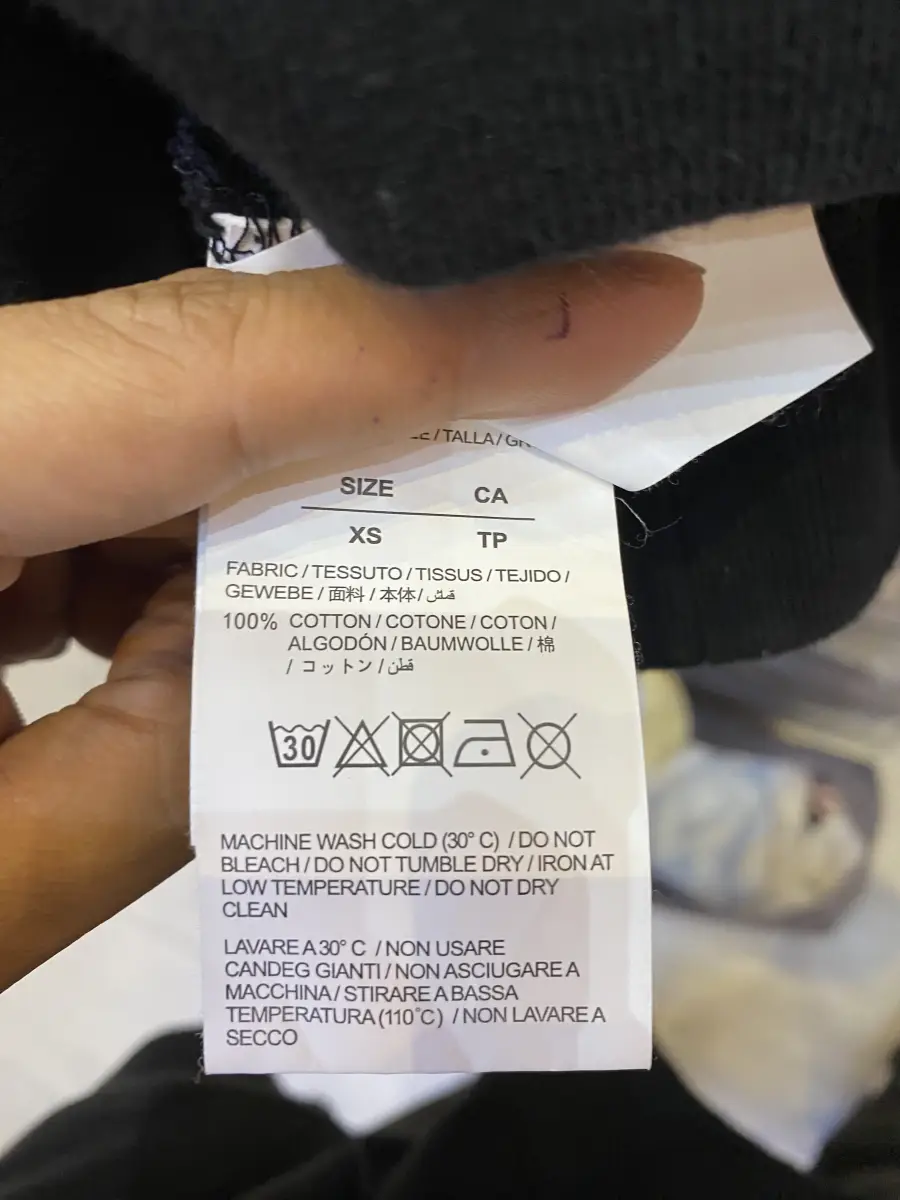 /TALLA/
SIZE CA
XS TP
FABRIC / TESSUTO / TISSUS / TEJIDO /
GEWEBE / 面料 / 本体 / قماش
100% COTTON / COTONE / COTON /
ALGODÓN / BAUMWOLLE / 棉
/ コットン / قطن
30
MACHINE WASH COLD (30° C) / DO NOT
BLEACH / DO NOT TUMBLE DRY / IRON AT
LOW TEMPERATURE / DO NOT DRY
CLEAN
LAVARE A 30° C / NON USARE
CANDEG GIANTI / NON ASCIUGARE A
MACCHINA / STIRARE A BASSA
TEMPERATURA (110°C) / NON LAVARE A
SECCO